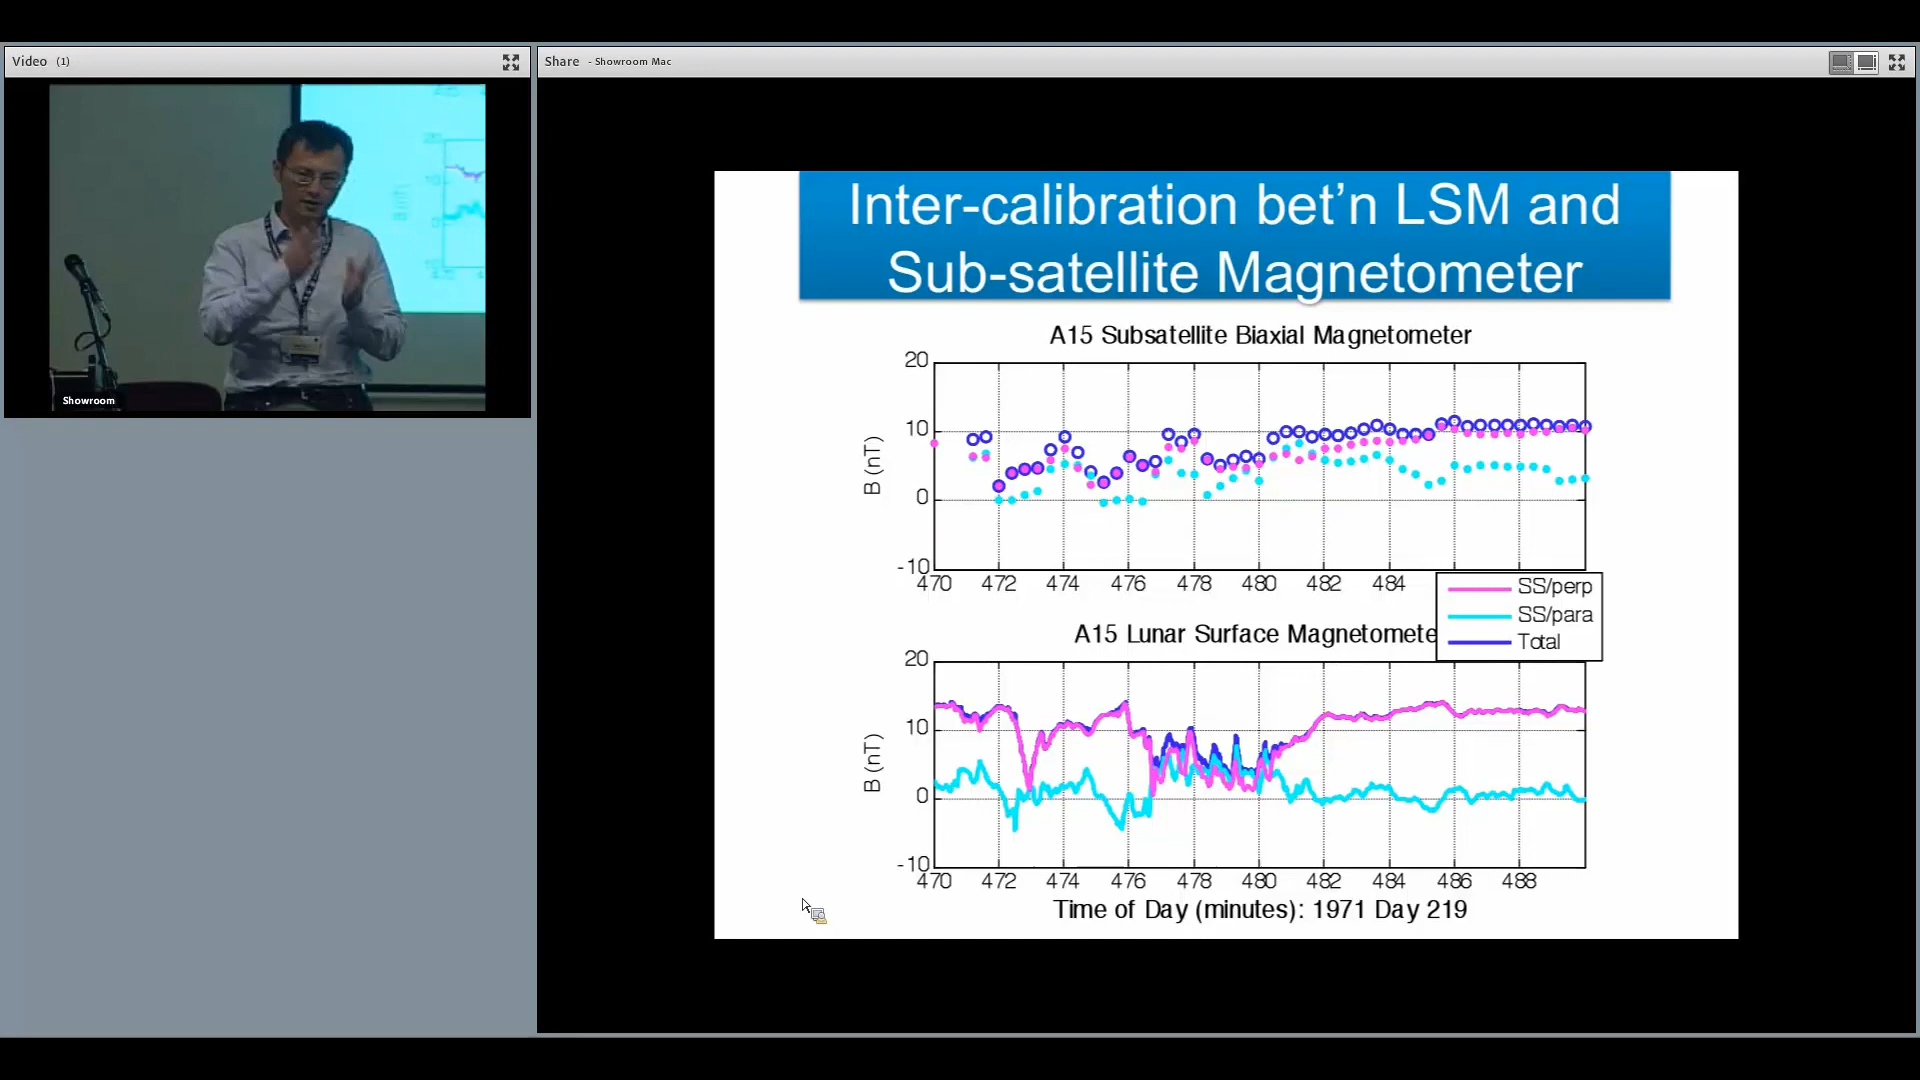 Video (1)
Showroom
Share - Showroom Mac
Inter-calibration bet’n LSM and
Sub-satellite Magnetometer
A15 Subsatellite Biaxial Magnetometer
20
10
0
-10
B (nT)
470 472 474 476 478 480 482 484
SS/perp
SS/para
Total
A15 Lunar Surface Magnetomete
20
10
0
-10
B (nT)
470 472 474 476 478 480 482 484 486 488
Time of Day (minutes): 1971 Day 219